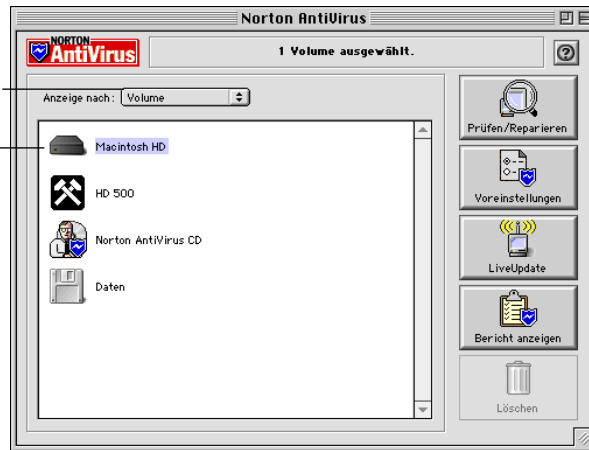 Norton AntiVirus
NORTON
AntiVirus
1 Volume ausgewählt.
Anzeige nach: Volume
Macintosh HD
HD 500
Norton AntiVirus CD
Daten
Prüfen/Reparieren
Voreinstellungen
LiveUpdate
Bericht anzeigen
Löschen